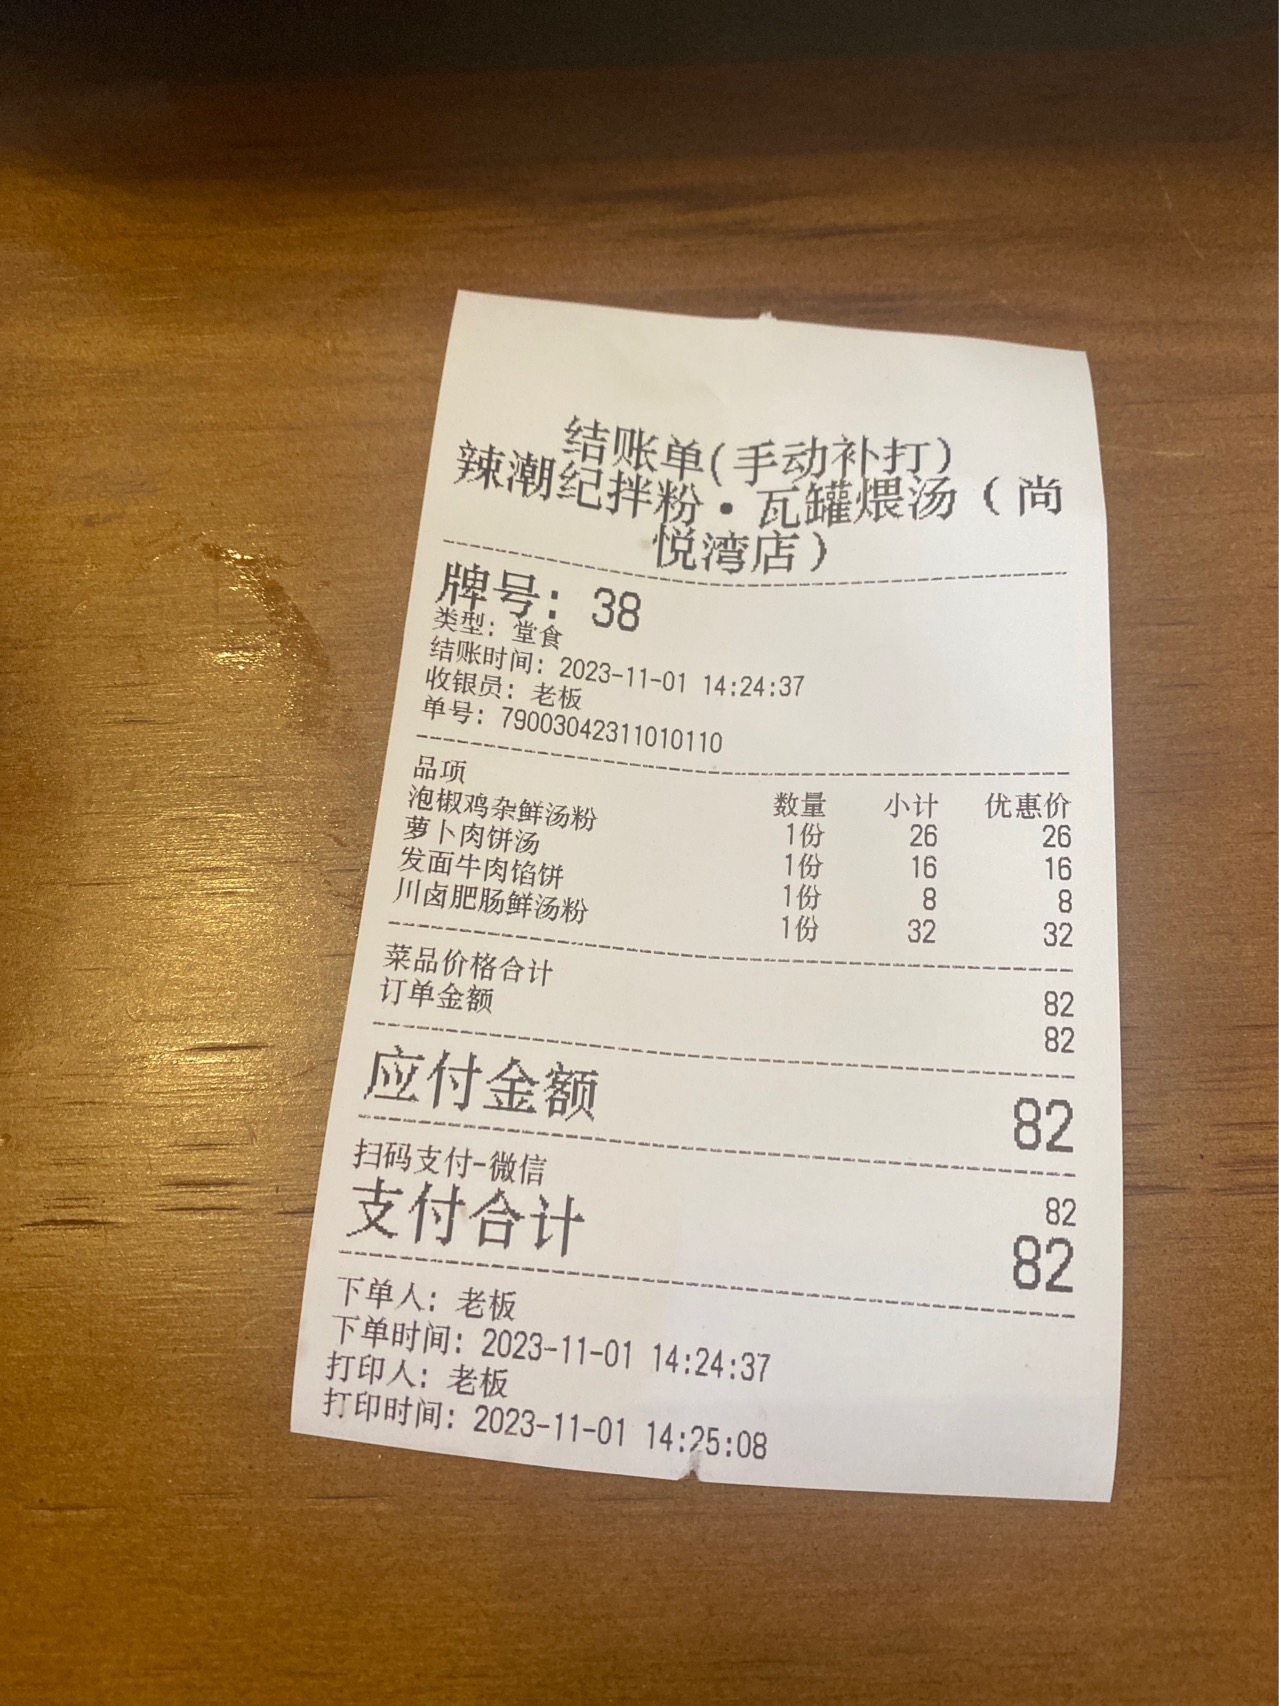 结账单(手动补打)
辣潮纪拌粉·瓦罐煨汤（尚
悦湾店）
牌号: 38
类型: 堂食
结账时间: 2023-11-01 14:24:37
收银员: 老板
单号: 79003042311010110
品项 数量 小计 优惠价
泡椒鸡杂鲜汤粉 1份 26 26
萝卜肉饼汤 1份 16 16
发面牛肉馅饼 1份 8 8
川卤肥肠鲜汤粉 1份 32 32
菜品价格合计 82
订单金额 82
应付金额 82
扫码支付-微信 82
支付合计 82
下单人: 老板
下单时间: 2023-11-01 14:24:37
打印人: 老板
打印时间: 2023-11-01 14:25:08